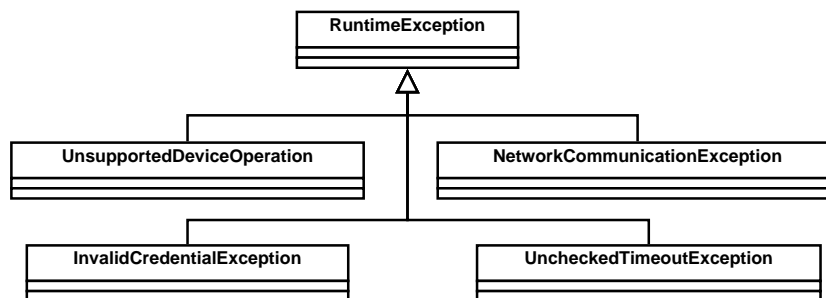 RuntimeException
UnsupportedDeviceOperation
NetworkCommunicationException
InvalidCredentialException
UncheckedTimeoutException